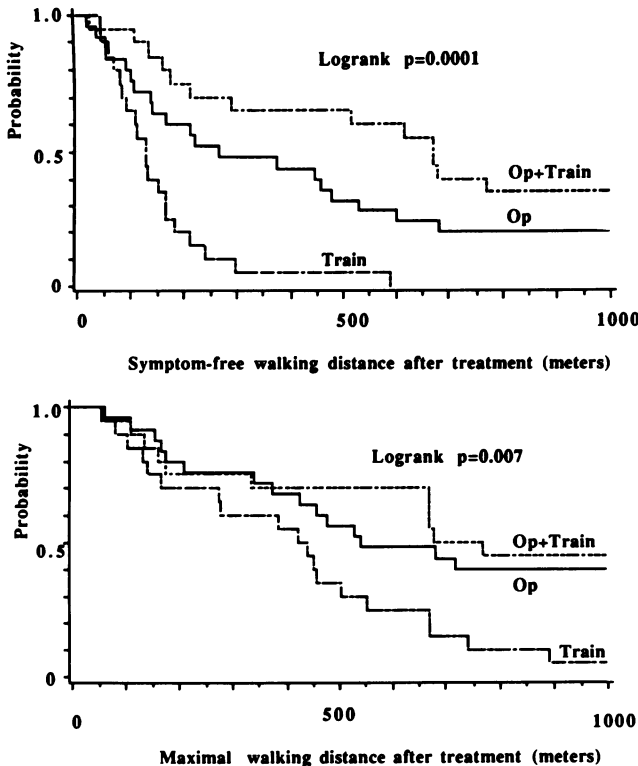 1.0
Logrank p=0.0001
Probability
0.5
Op+Train
Op
Train
0
0 500 1000
Symptom-free walking distance after treatment (meters)
1.0
Logrank p=0.007
Probability
0.5
Op+Train
Op
Train
0
0 500 1000
Maximal walking distance after treatment (meters)